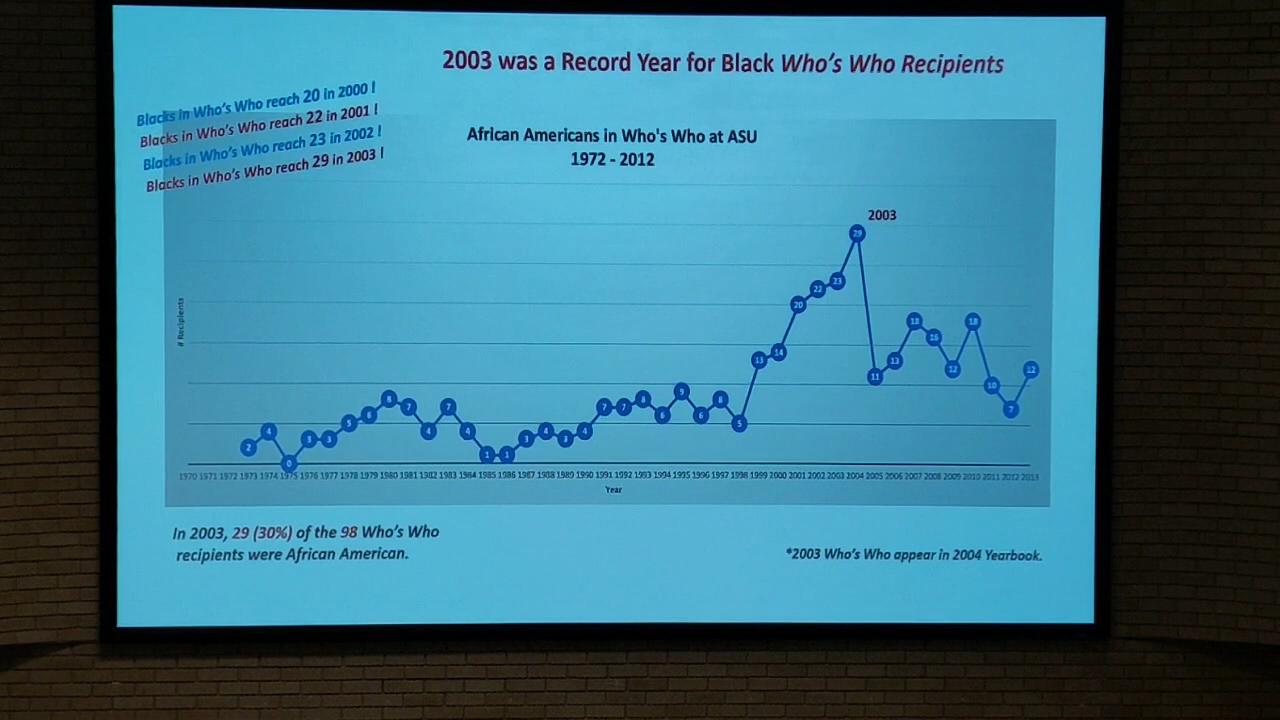 2003 was a Record Year for Black Who's Who Recipients
Blacks in Who's Who reach 20 in 2000 !
Blacks in Who's Who reach 22 in 2001 !
Blacks in Who's Who reach 23 in 2002 !
Blacks in Who's Who reach 29 in 2003 !
African Americans in Who's Who at ASU
1972 - 2012
2003
# Recipients
2 4 0 3 3 5 6 8 7 4 7 4 1 1 3 4 3 4 7 7 8 6 9 6 8 5 13 14 20 22 23 29 11 13 18 16 12 18 10 7 12
1970 1971 1972 1973 1974 1975 1976 1977 1978 1979 1980 1981 1982 1983 1984 1985 1986 1987 1988 1989 1990 1991 1992 1993 1994 1995 1996 1997 1998 1999 2000 2001 2002 2003 2004 2005 2006 2007 2008 2009 2010 2011 2012 2013
Year
In 2003, 29 (30%) of the 98 Who's Who
recipients were African American.
*2003 Who's Who appear in 2004 Yearbook.